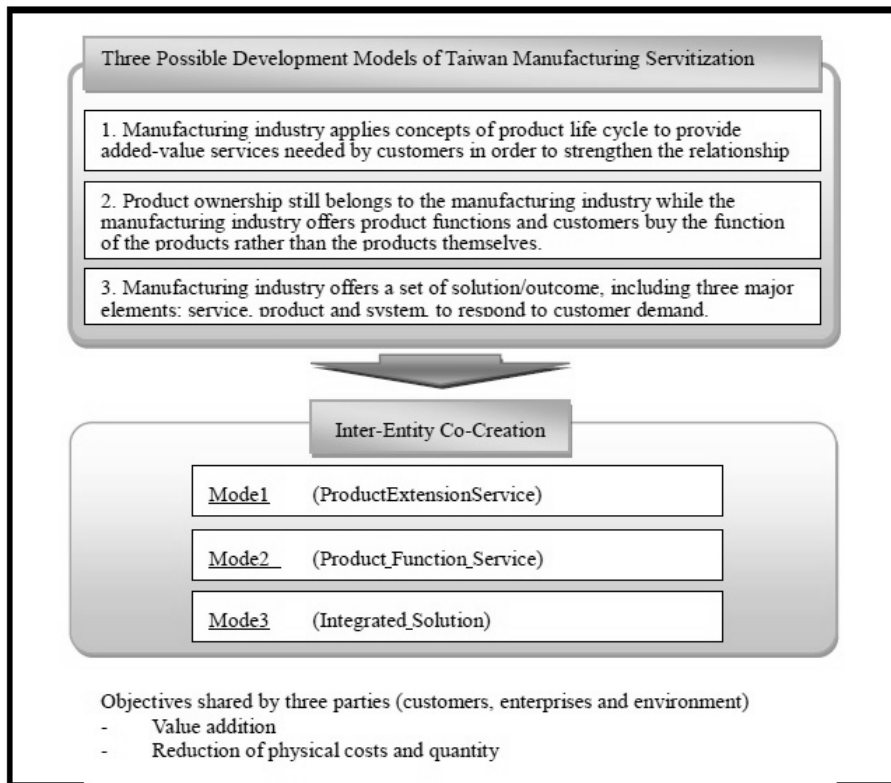 Three Possible Development Models of Taiwan Manufacturing Servitization
1. Manufacturing industry applies concepts of product life cycle to provide
added-value services needed by customers in order to strengthen the relationship
2. Product ownership still belongs to the manufacturing industry while the
manufacturing industry offers product functions and customers buy the function
of the products rather than the products themselves.
3. Manufacturing industry offers a set of solution/outcome, including three major
elements: service, product and system, to respond to customer demand.
Inter-Entity Co-Creation
Mode1 (ProductExtensionService)
Mode2 (Product_Function_Service)
Mode3 (Integrated_Solution)
Objectives shared by three parties (customers, enterprises and environment)
- Value addition
- Reduction of physical costs and quantity